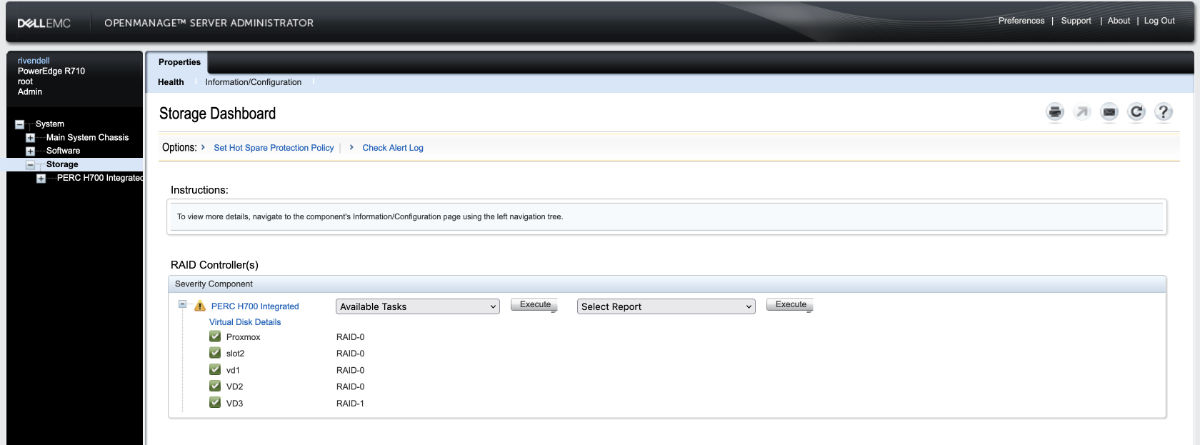 DELLEMC OPENMANAGE™ SERVER ADMINISTRATOR
Preferences | Support | About | Log Out
rivendell
PowerEdge R710
root
Admin
System
Main System Chassis
Software
Storage
PERC H700 Integrated
Properties
Health Information/Configuration
Storage Dashboard
Options: Set Hot Spare Protection Policy | Check Alert Log
Instructions:
To view more details, navigate to the component's Information/Configuration page using the left navigation tree.
RAID Controller(s)
Severity Component
PERC H700 Integrated Available Tasks Execute Select Report Execute
Virtual Disk Details
Proxmox RAID-0
slot2 RAID-0
vd1 RAID-0
VD2 RAID-0
VD3 RAID-1